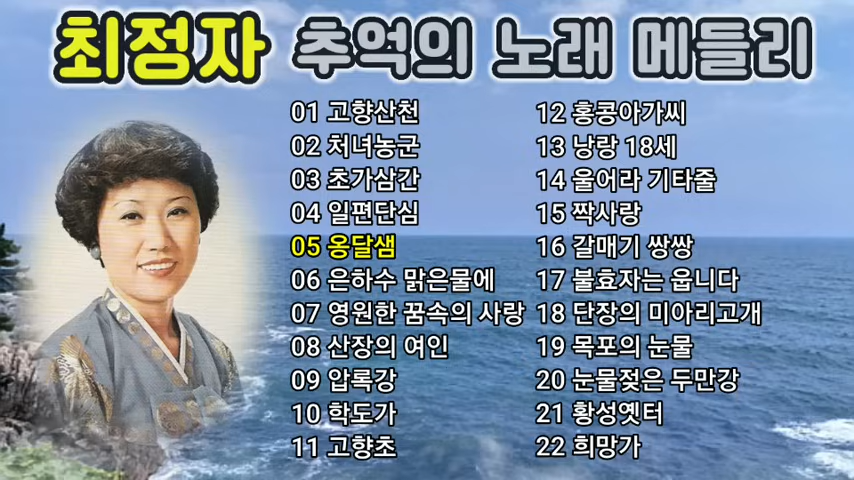 최정자 추억의 노래 메들리
01 고향산천
02 처녀농군
03 초가삼간
04 일편단심
05 옹달샘
06 은하수 맑은물에
07 영원한 꿈속의 사랑
08 산장의 여인
09 압록강
10 학도가
11 고향초
12 홍콩아가씨
13 낭랑 18세
14 울어라 기타줄
15 짝사랑
16 갈매기 쌍쌍
17 불효자는 웁니다
18 단장의 미아리고개
19 목포의 눈물
20 눈물젖은 두만강
21 황성옛터
22 희망가